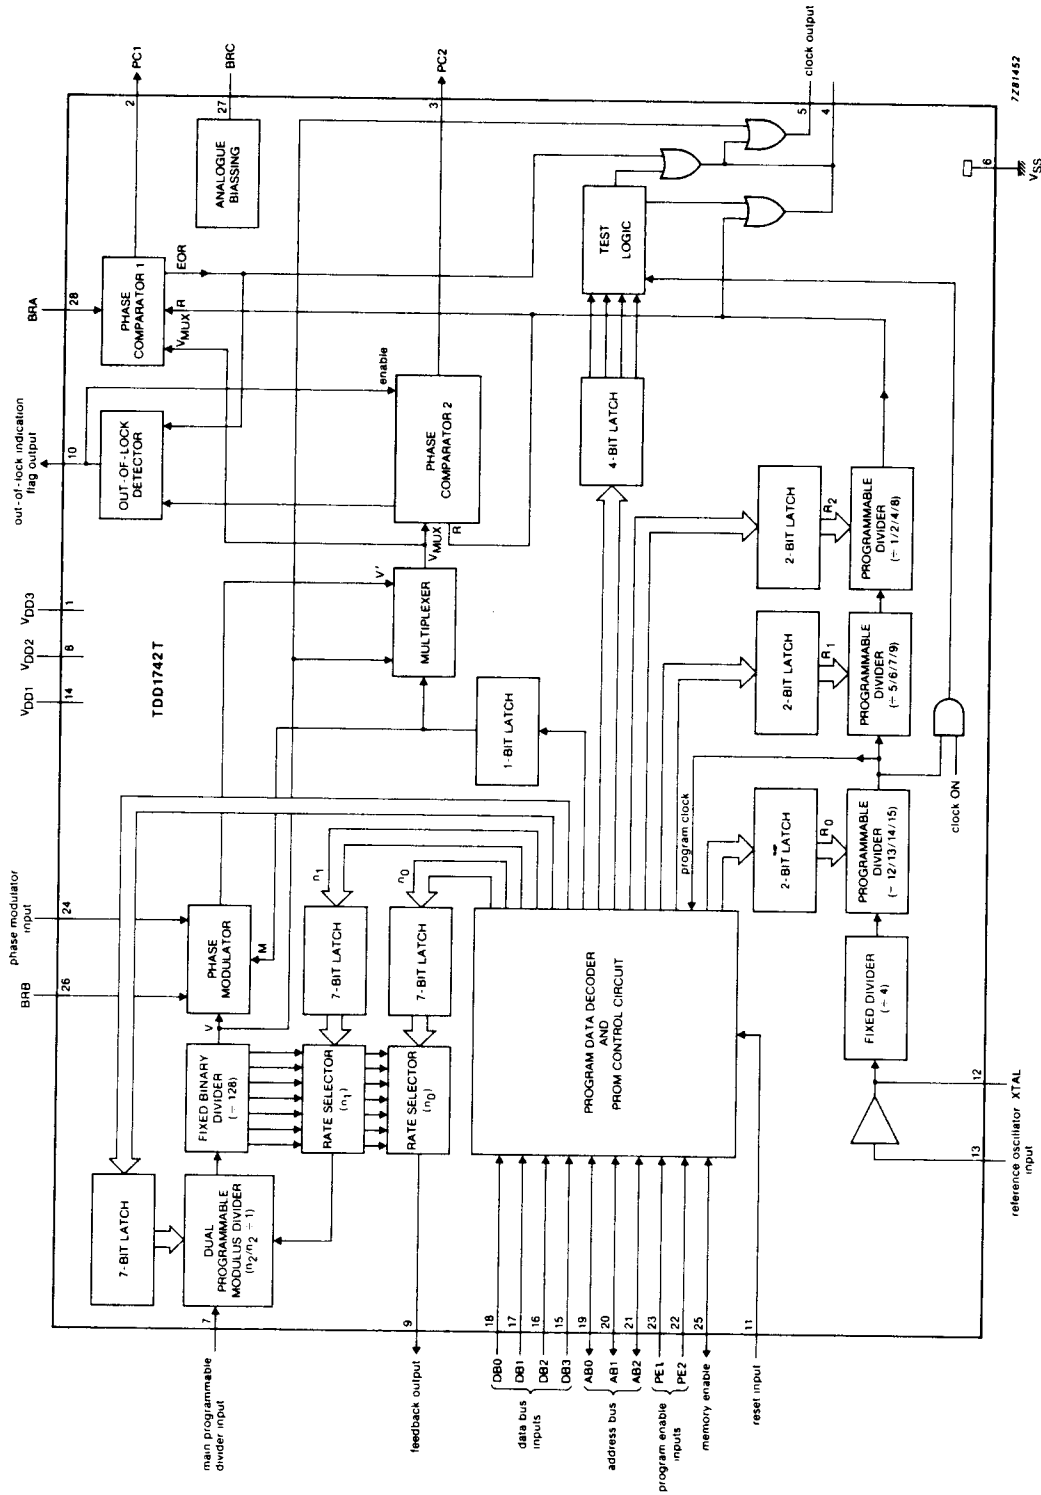 main programmable
divider input
7
7-BIT LATCH
DUAL
PROGRAMMABLE
MODULUS DIVIDER
(n2/n2 + 1)
FIXED BINARY
DIVIDER
(÷ 128)
V
BRB
26
phase modulator
input
24
PHASE
MODULATOR
M
RATE SELECTOR
(n1)
7-BIT LATCH
n1
RATE SELECTOR
(n0)
7-BIT LATCH
n0
feedback output
9
TDD1742T
VDD1
14
VDD2
8
VDD3
1
out-of-lock indication
flag output
10
OUT-OF-LOCK
DETECTOR
BRA
28
PHASE
COMPARATOR 1
VMUX
R
EOR
2
PC1
ANALOGUE
BIASSING
27
BRC
1-BIT LATCH
MULTIPLEXER
V'
VMUX
R
PHASE
COMPARATOR 2
enable
3
PC2
data bus
inputs
DB0
DB1
DB2
DB3
18
17
16
15
address bus
AB0
AB1
AB2
19
20
21
program enable
inputs
PE1
PE2
23
22
memory enable
25
reset input
11
PROGRAM DATA DECODER
AND
PROM CONTROL CIRCUIT
program clock
4-BIT LATCH
TEST
LOGIC
5
clock output
4
2-BIT LATCH
R0
2-BIT LATCH
R1
2-BIT LATCH
R2
reference oscillator
input
13
XTAL
12
FIXED DIVIDER
(÷ 4)
PROGRAMMABLE
DIVIDER
(÷ 12/13/14/15)
PROGRAMMABLE
DIVIDER
(÷ 5/6/7/9)
PROGRAMMABLE
DIVIDER
(÷ 1/2/4/8)
clock ON
6
VSS
7Z81452